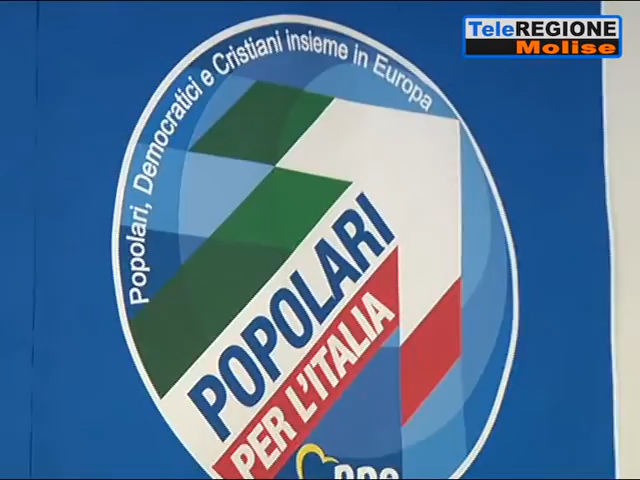 TeleREGIONE
Molise
Popolari, Democratici e Cristiani insieme in Europa
POPOLARI
PER L'ITALIA